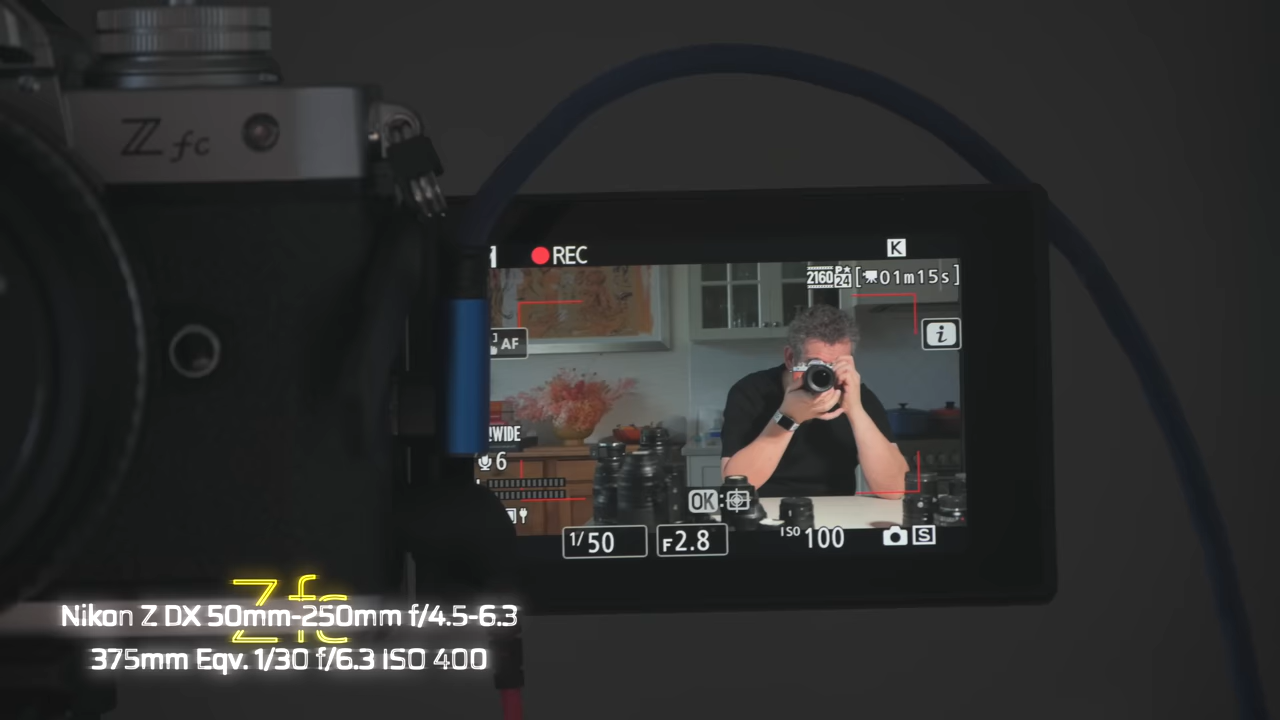 Z fc
REC
K
2160 P★ 24 [01m15s]
i
AF
WIDE
6
OK:
1/50 F2.8 ISO 100 S
Zfc
Nikon Z DX 50mm-250mm f/4.5-6.3
375mm Eqv. 1/30 f/6.3 ISO 400